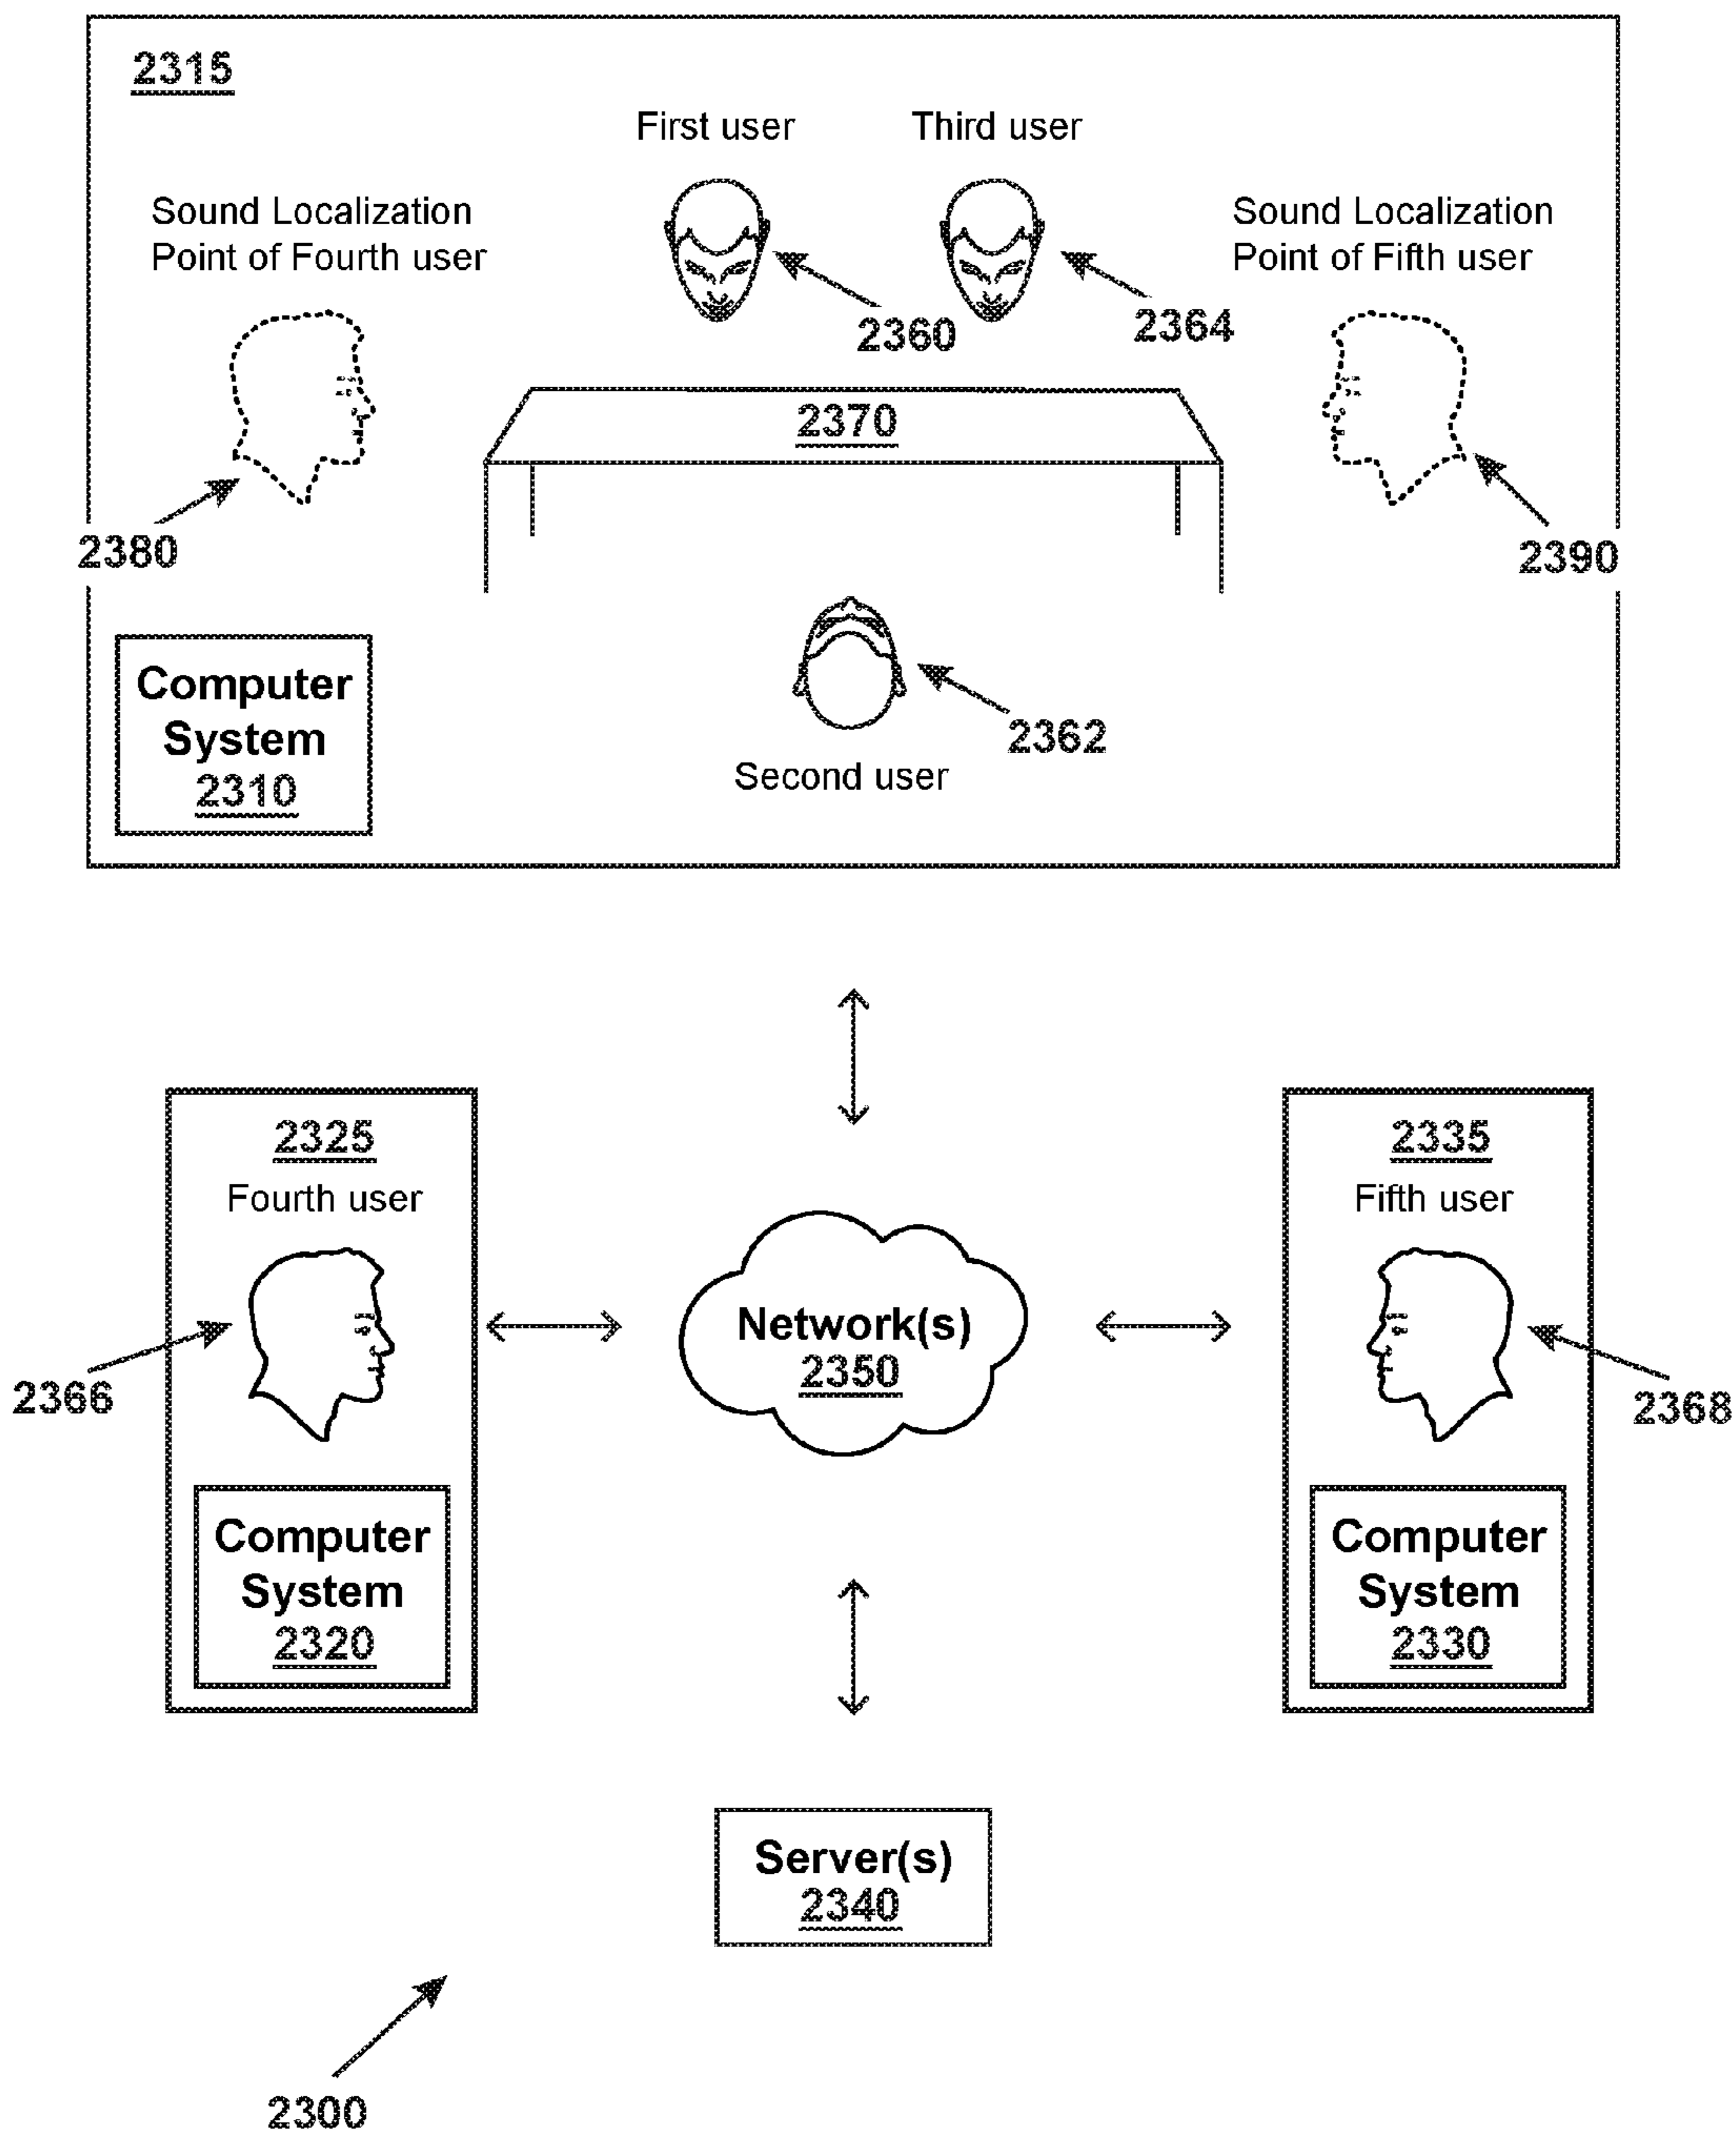 2315
First user
Third user
Sound Localization
Point of Fourth user
Sound Localization
Point of Fifth user
2360
2364
2370
2380
2390
Computer
System
2310
2362
Second user
2325
Fourth user
2335
Fifth user
Network(s)
2350
2366
2368
Computer
System
2320
Computer
System
2330
Server(s)
2340
2300